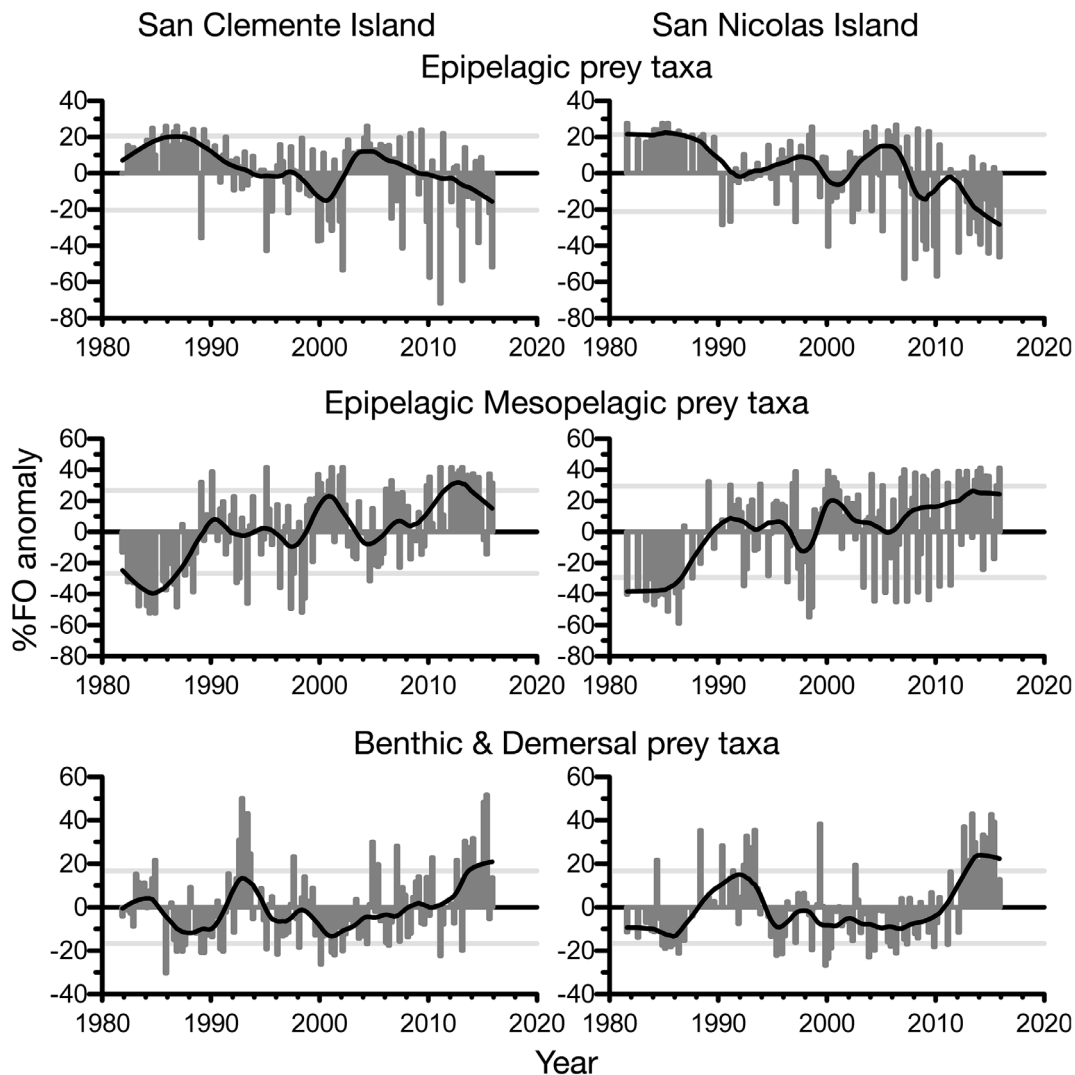 San Clemente Island San Nicolas Island
Epipelagic prey taxa
40 40
20 20
0 0
-20 -20
-40 -40
-60 -60
-80 -80
1980 1990 2000 2010 2020 1980 1990 2000 2010 2020
Epipelagic Mesopelagic prey taxa
%FO anomaly
60 60
40 40
20 20
0 0
-20 -20
-40 -40
-60 -60
-80 -80
1980 1990 2000 2010 2020 1980 1990 2000 2010 2020
Benthic & Demersal prey taxa
60 60
40 40
20 20
0 0
-20 -20
-40 -40
1980 1990 2000 2010 2020 1980 1990 2000 2010 2020
Year